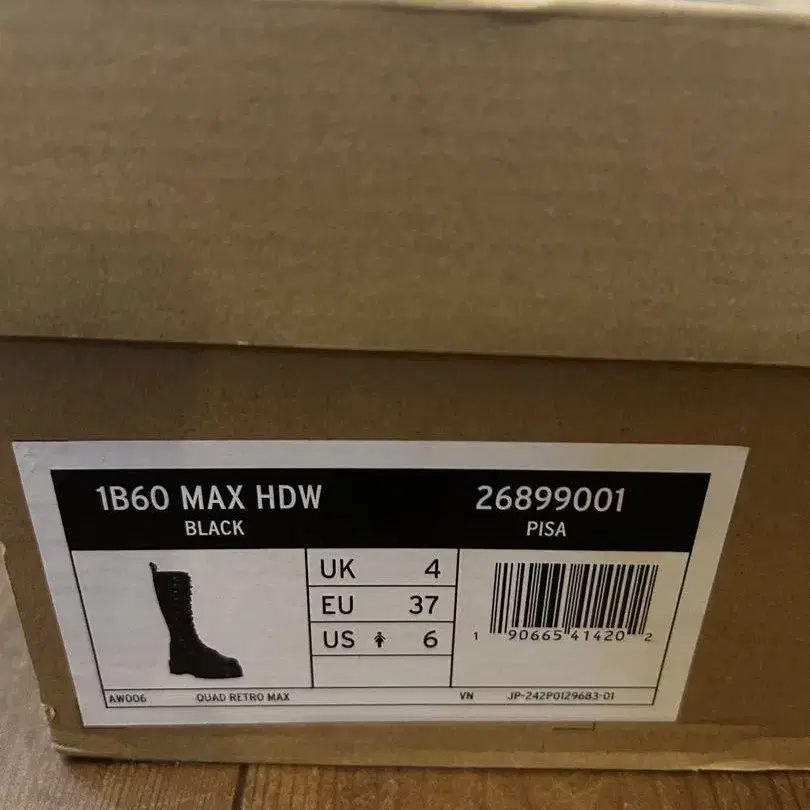 1B60 MAX HDW 26899001
BLACK PISA
UK 4
EU 37
US 6
1 90665 41420 2
AW006 QUAD RETRO MAX VN JP-242P0129683-01